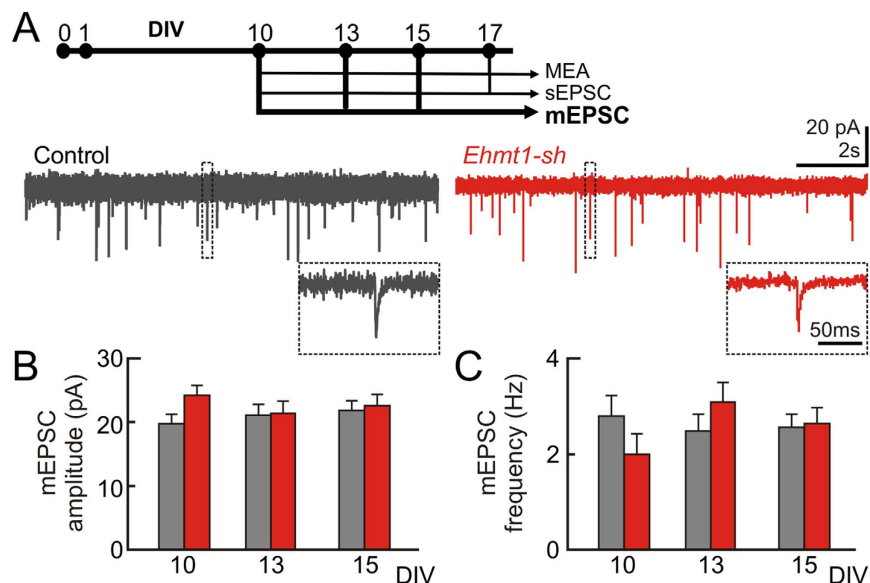 A
DIV
0 1 10 13 15 17
MEA
sEPSC
mEPSC
Control
Ehmt1-sh
20 pA
2s
50ms
B
mEPSC
amplitude (pA)
30
20
10
0
10 13 15 DIV
C
mEPSC
frequency (Hz)
4
2
0
10 13 15 DIV